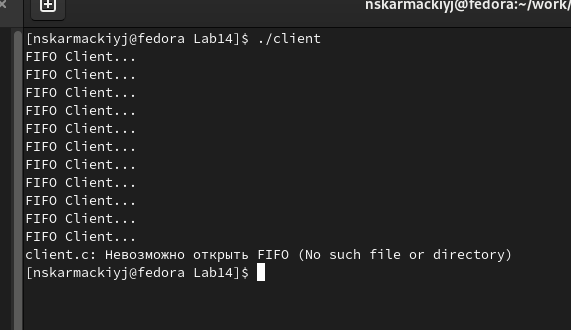 nskarmackiyj@fedora:~/work/
[nskarmackiyj@fedora Lab14]$ ./client
FIFO Client...
FIFO Client...
FIFO Client...
FIFO Client...
FIFO Client...
FIFO Client...
FIFO Client...
FIFO Client...
FIFO Client...
FIFO Client...
FIFO Client...
client.c: Невозможно открыть FIFO (No such file or directory)
[nskarmackiyj@fedora Lab14]$